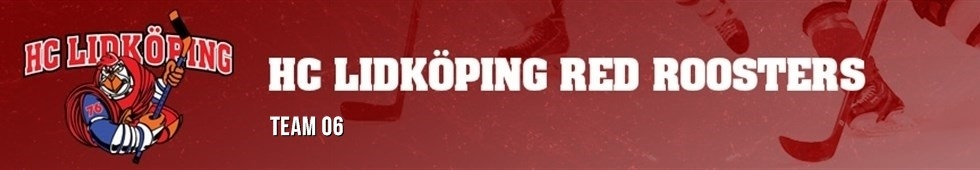 HC LIDKÖPING
76
HC LIDKÖPING RED ROOSTERS
TEAM 06